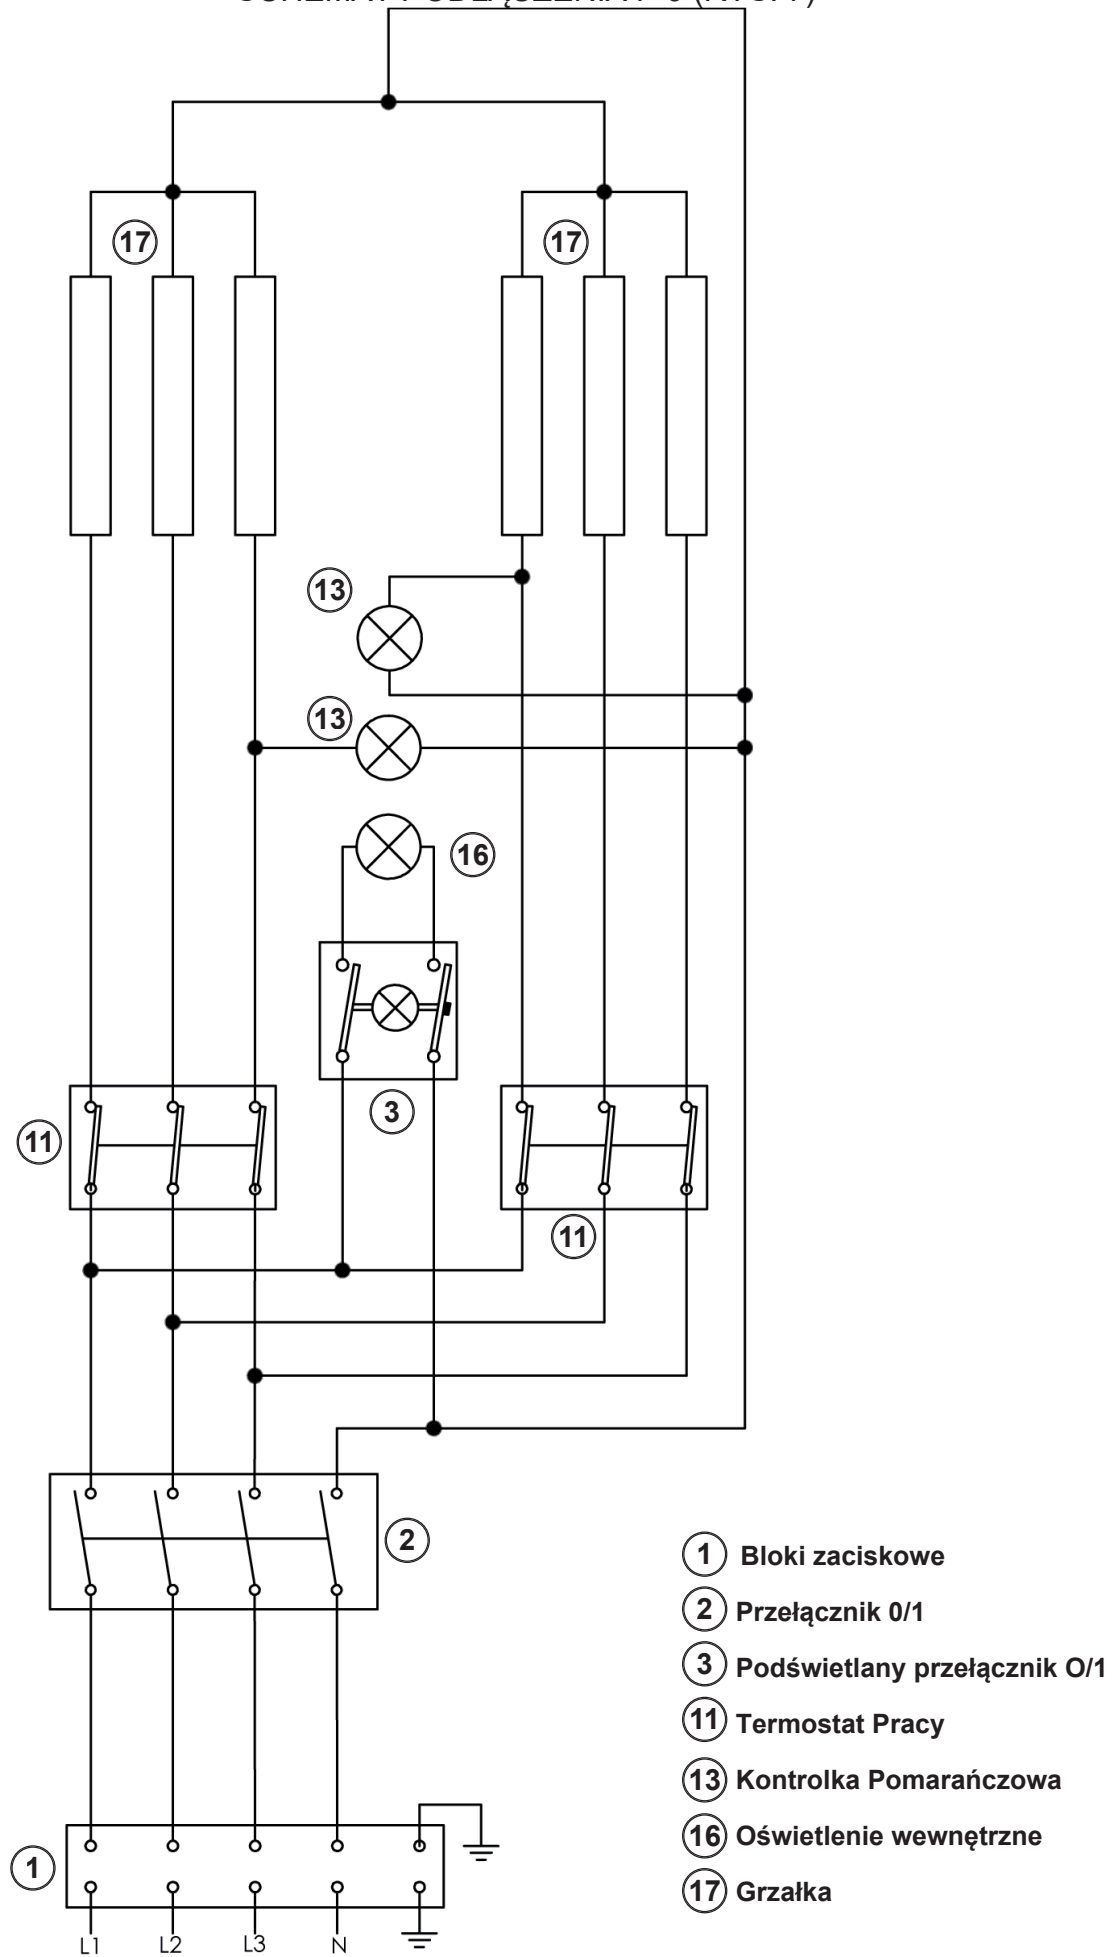 17
17
13
13
16
3
11
11
2
1 Bloki zaciskowe
2 Przełącznik 0/1
3 Podświetlany przełącznik O/1
11 Termostat Pracy
13 Kontrolka Pomarańczowa
16 Oświetlenie wewnętrzne
17 Grzałka
1
L1 L2 L3 N